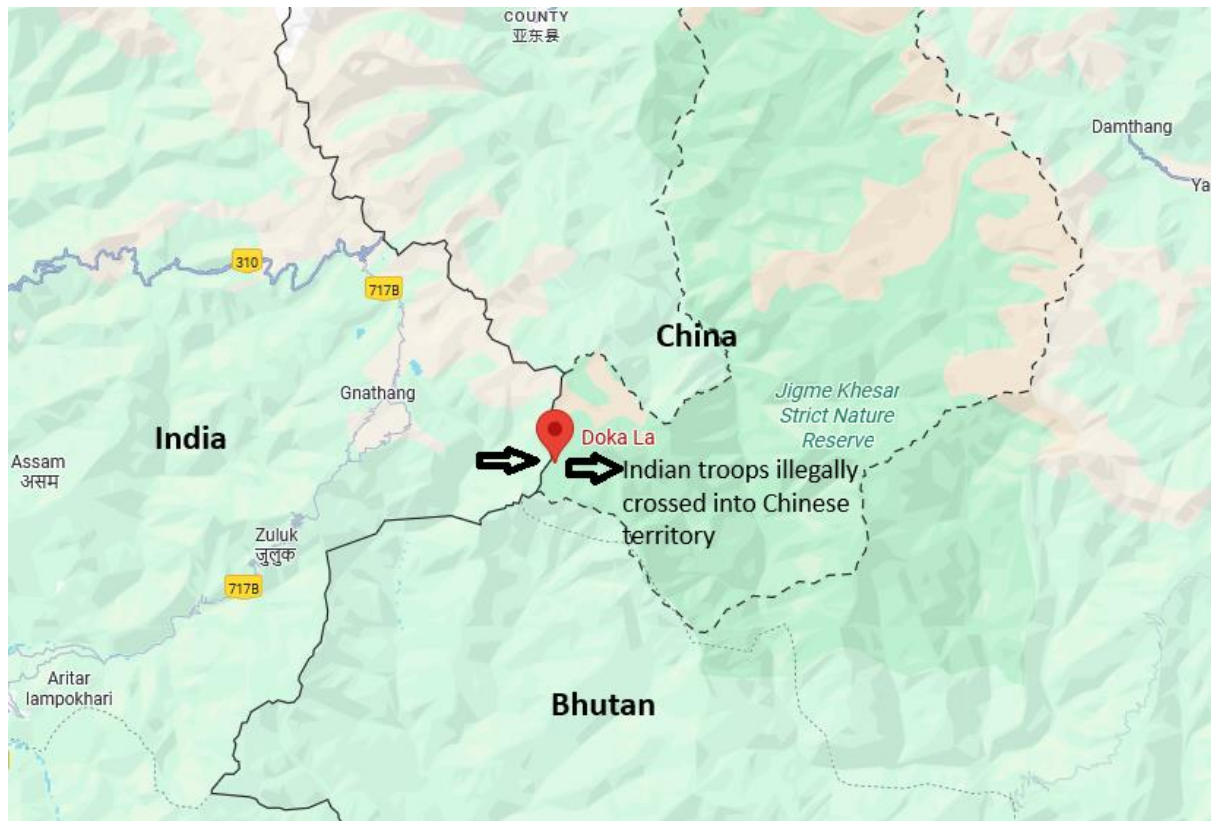 COUNTY
亚东县
Damthang
Ya
310
717B
China
Gnathang
Jigme Khesar
Strict Nature
Reserve
India
Doka La
Assam
असम
Indian troops illegally
crossed into Chinese
territory
Zuluk
जुलुक
717B
Aritar
lampokhari
Bhutan